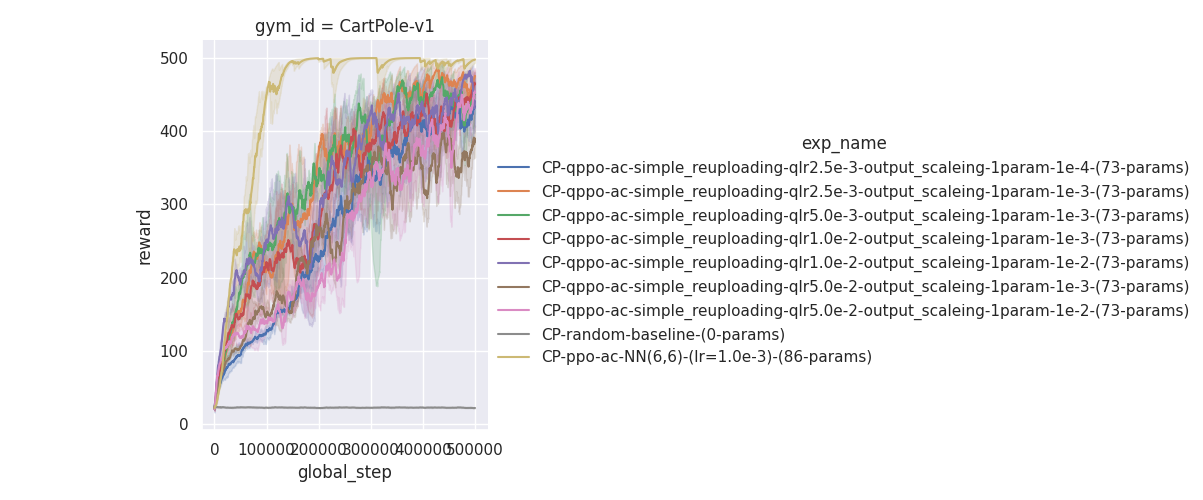 gym_id = CartPole-v1
500
400
300
200
100
0
reward
0 100000 200000 300000 400000 500000
global_step
exp_name
CP-qppo-ac-simple_reuploading-qlr2.5e-3-output_scaleing-1param-1e-4-(73-params)
CP-qppo-ac-simple_reuploading-qlr2.5e-3-output_scaleing-1param-1e-3-(73-params)
CP-qppo-ac-simple_reuploading-qlr5.0e-3-output_scaleing-1param-1e-3-(73-params)
CP-qppo-ac-simple_reuploading-qlr1.0e-2-output_scaleing-1param-1e-3-(73-params)
CP-qppo-ac-simple_reuploading-qlr1.0e-2-output_scaleing-1param-1e-2-(73-params)
CP-qppo-ac-simple_reuploading-qlr5.0e-2-output_scaleing-1param-1e-3-(73-params)
CP-qppo-ac-simple_reuploading-qlr5.0e-2-output_scaleing-1param-1e-2-(73-params)
CP-random-baseline-(0-params)
CP-ppo-ac-NN(6,6)-(lr=1.0e-3)-(86-params)